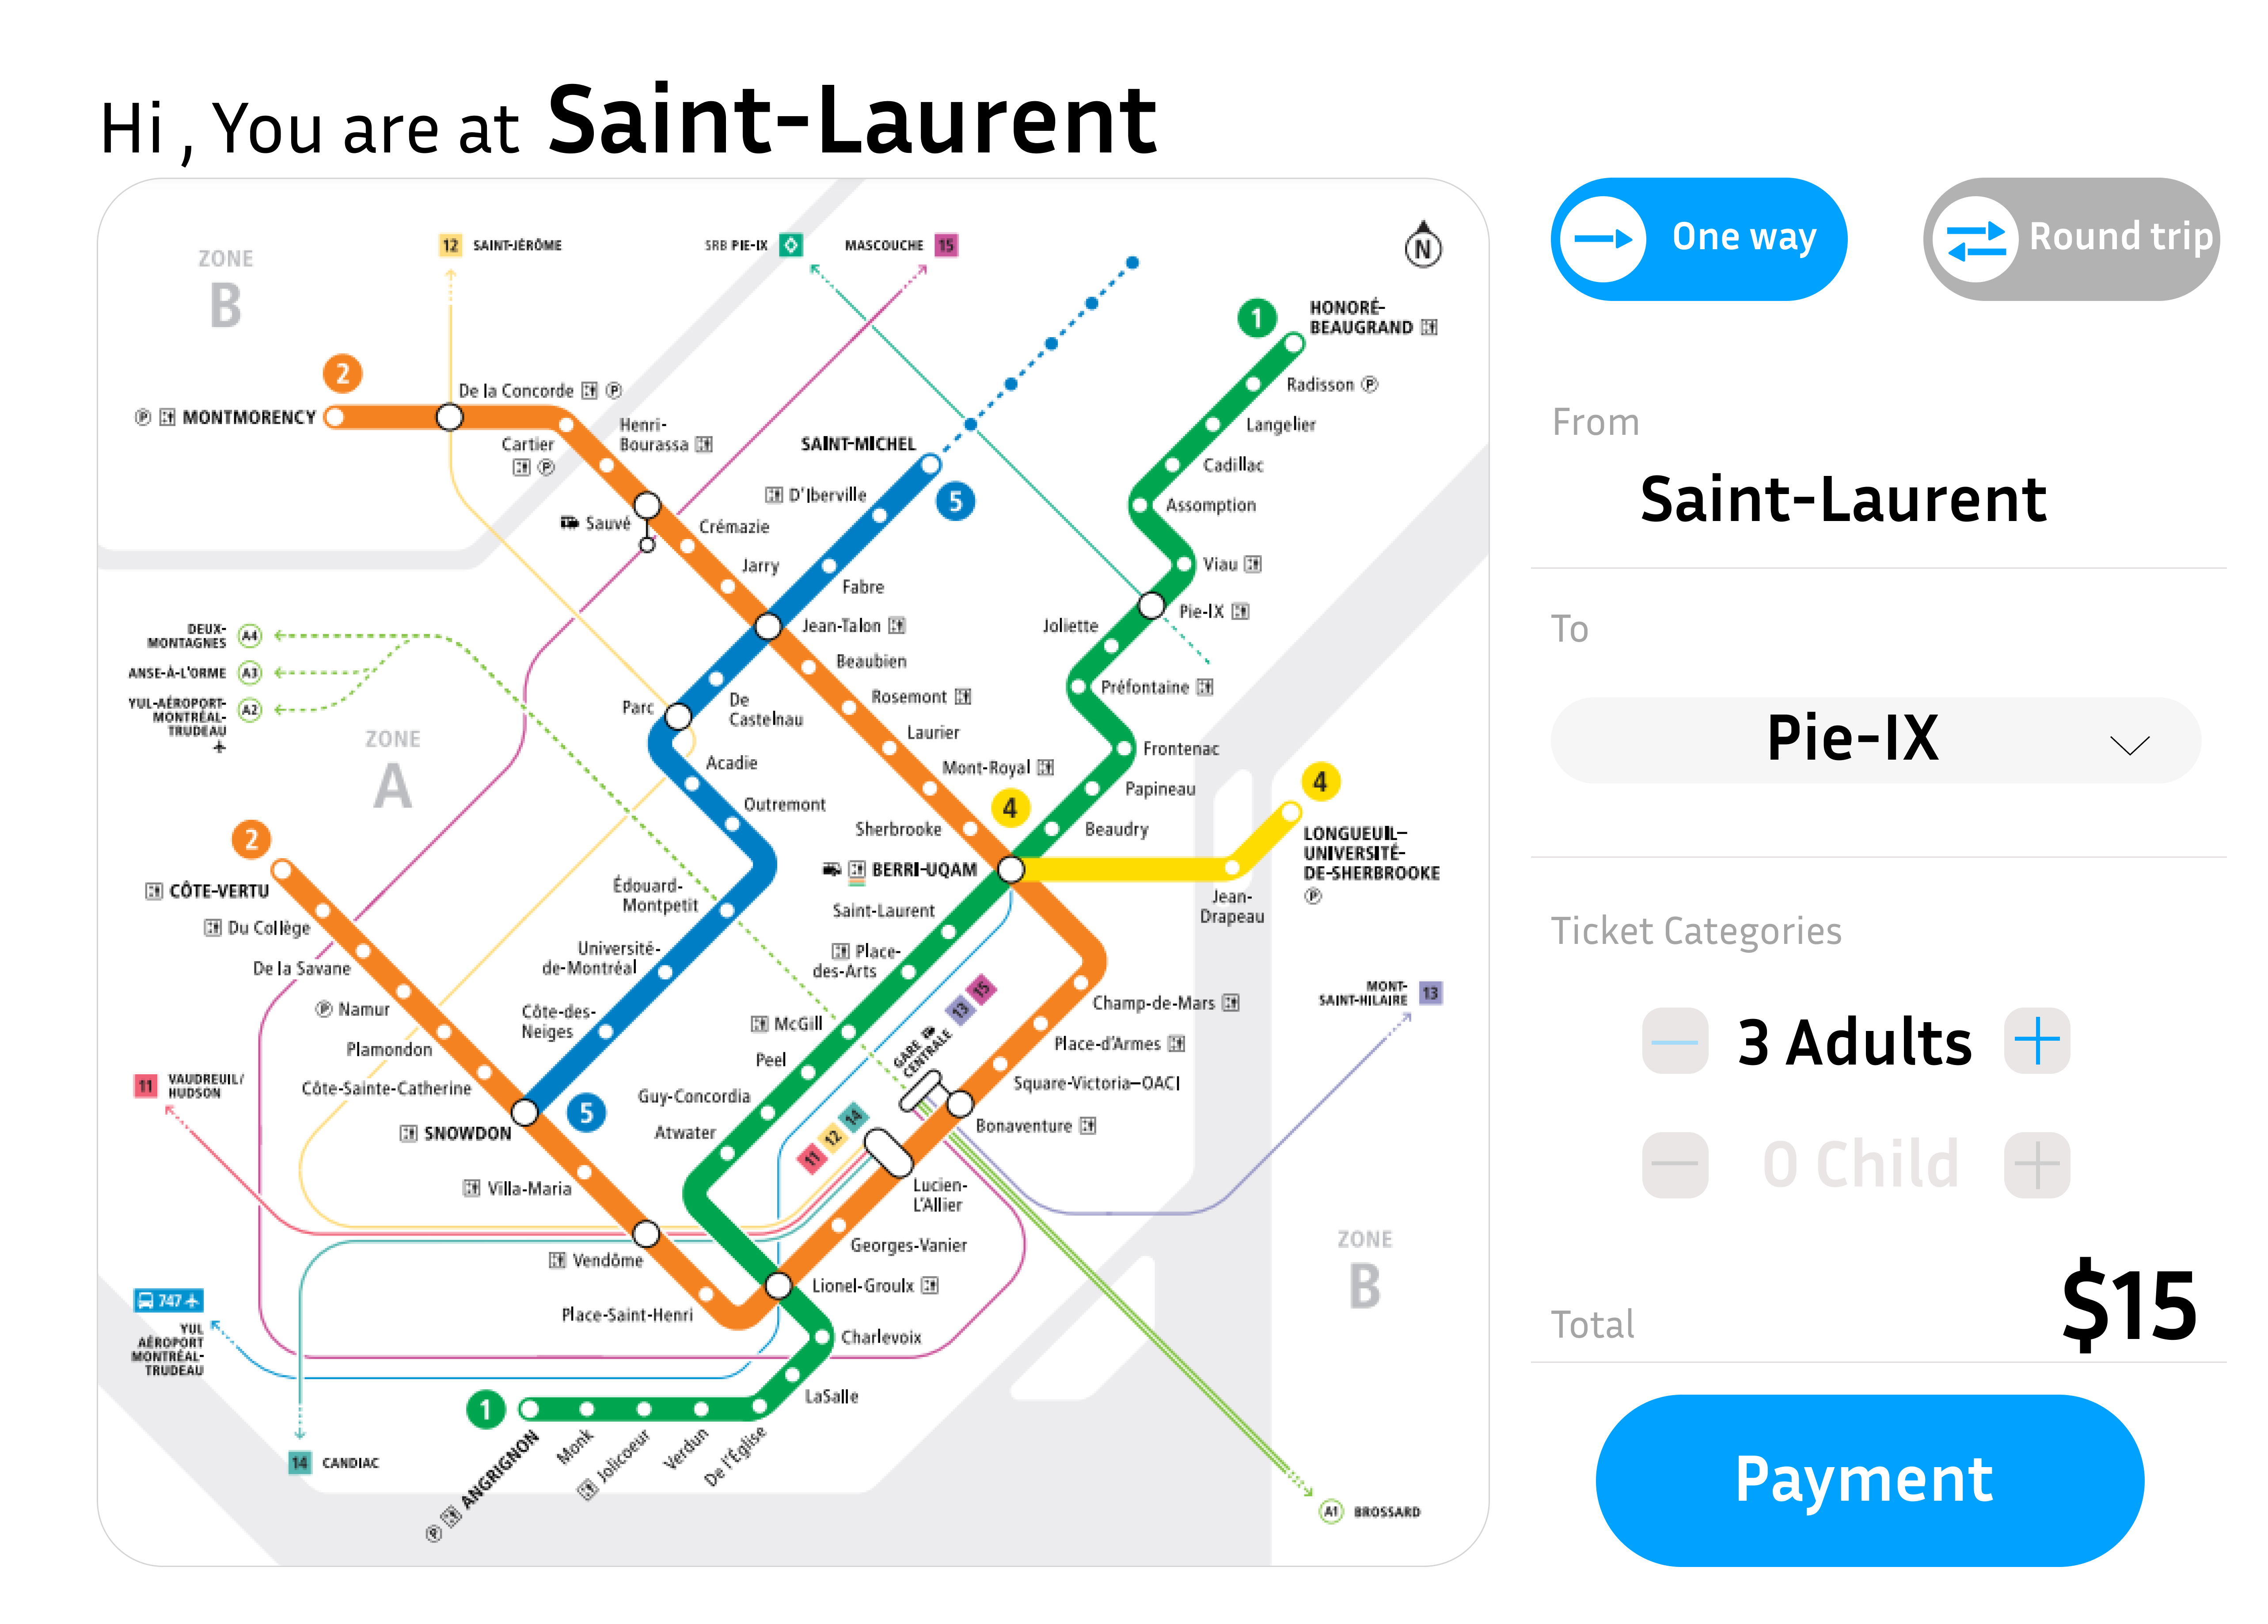 Hi , You are at Saint-Laurent
ZONE
B
12 SAINT-JÉRÔME
SRB PIE-IX
MASCOUCHE 15
N
1
HONORÉ-
BEAUGRAND
Radisson P
Langelier
Cadillac
Assomption
Viau
Pie-IX
Joliette
Préfontaine
Frontenac
Papineau
Beaudry
2
P MONTMORENCY
De la Concorde P
Cartier
P
Henri-
Bourassa
Sauvé
Crémazie
Jarry
SAINT-MICHEL
5
D'Iberville
Fabre
Jean-Talon
De
Castelnau
Parc
Acadie
Outremont
Édouard-
Montpetit
Université-
de-Montréal
Côte-des-
Neiges
5
Beaubien
Rosemont
Laurier
Mont-Royal
Sherbrooke
4
BERRI-UQAM
4
LONGUEUIL–
UNIVERSITÉ-
DE-SHERBROOKE
P
Jean-
Drapeau
DEUX-
MONTAGNES A4
ANSE-À-L'ORME A3
YUL-AÉROPORT-
MONTRÉAL-
TRUDEAU
A2
ZONE
A
2
CÔTE-VERTU
Du Collège
De la Savane
P Namur
Plamondon
Côte-Sainte-Catherine
SNOWDON
Villa-Maria
Vendôme
Place-Saint-Henri
Saint-Laurent
Place-
des-Arts
McGill
Peel
Guy-Concordia
Atwater
GARE
CENTRALE
13 15
11 12 14
Champ-de-Mars
Place-d'Armes
Square-Victoria–OACI
Bonaventure
Lucien-
L'Allier
Georges-Vanier
Lionel-Groulx
Charlevoix
LaSalle
De l'Église
Verdun
Jolicoeur
Monk
P ANGRIGNON
1
MONT-
SAINT-HILAIRE 13
11 VAUDREUIL/
HUDSON
747
YUL
AÉROPORT
MONTRÉAL-
TRUDEAU
14 CANDIAC
ZONE
B
A1 BROSSARD
One way
Round trip
From
Saint-Laurent
To
Pie-IX
Ticket Categories
3 Adults
0 Child
Total
$15
Payment